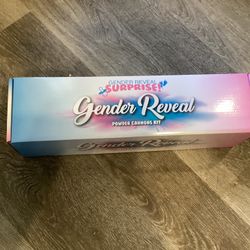 GENDER REVEAL
SURPRISE!
Gender Reveal
POWDER CANNONS KIT
Gender Reveal